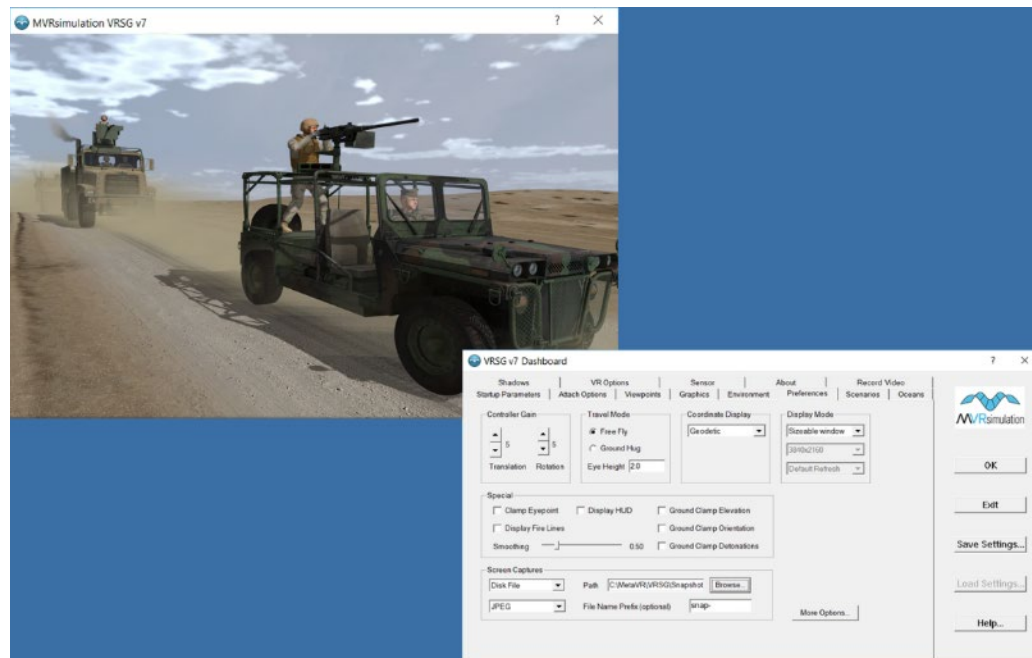 MVRsimulation VRSG v7 ? ×
VRSG v7 Dashboard ? ×
Shadows VR Options Sensor About Record Video
Startup Parameters Attach Options Viewpoints Graphics Environment Preferences Scenarios Oceans
Controller Gain Travel Mode Coordinate Display Display Mode
5 5 Free Fly Geodetic Sizeable window
Ground Hug 3840x2160
Translation Rotation Eye Height 2.0 Default Refresh
MVRsimulation
OK
Special
Clamp Eyepoint Display HUD Ground Clamp Elevation
Exit
Display Fire Lines Ground Clamp Orientation
Smoothing 0.50 Ground Clamp Detonations
Save Settings...
Screen Captures
Disk File Path C:\MetaVR\VRSG\Snapshot Browse...
Load Settings...
JPEG File Name Prefix (optional) snap-
More Options...
Help...